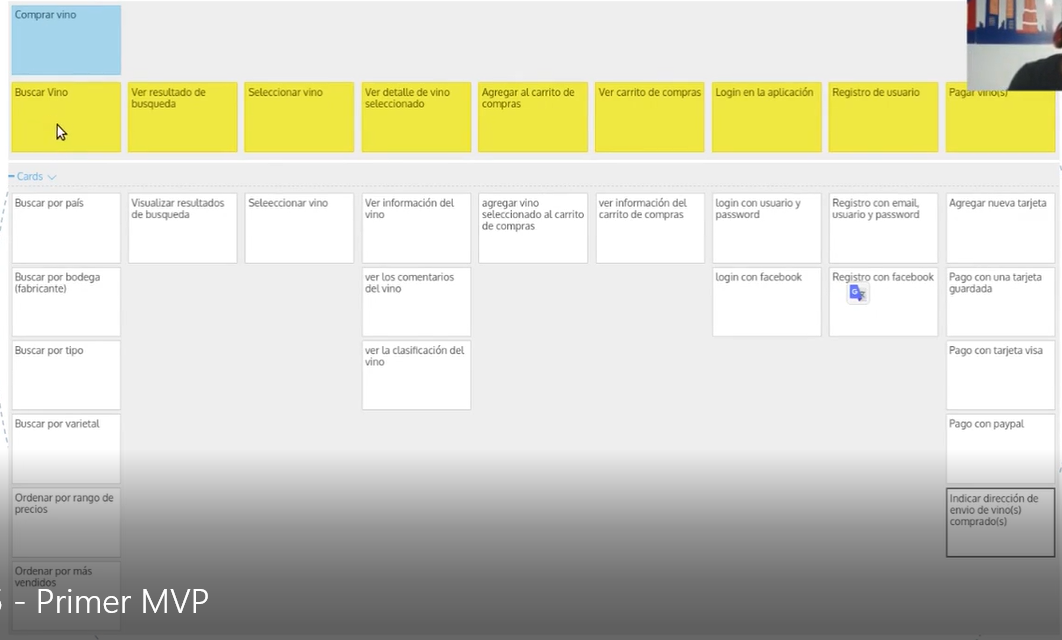 Comprar vino
Buscar Vino
Ver resultado de
busqueda
Seleccionar vino
Ver detalle de vino
seleccionado
Agregar al carrito de
compras
Ver carrito de compras
Login en la aplicación
Registro de usuario
Pagar vino(s)
Cards
Buscar por país
Visualizar resultados
de busqueda
Seleeccionar vino
Ver información del
vino
agregar vino
seleccionado al carrito
de compras
ver información del
carrito de compras
login con usuario y
password
Registro con email,
usuario y password
Agregar nueva tarjeta
Buscar por bodega
(fabricante)
ver los comentarios
del vino
login con facebook
Registro con facebook
Pago con una tarjeta
guardada
Buscar por tipo
ver la clasificación del
vino
Pago con tarjeta visa
Buscar por varietal
Pago con paypal
Ordenar por rango de
precios
Indicar dirección de
envio de vino(s)
comprado(s)
Ordenar por más
vendidos
- Primer MVP